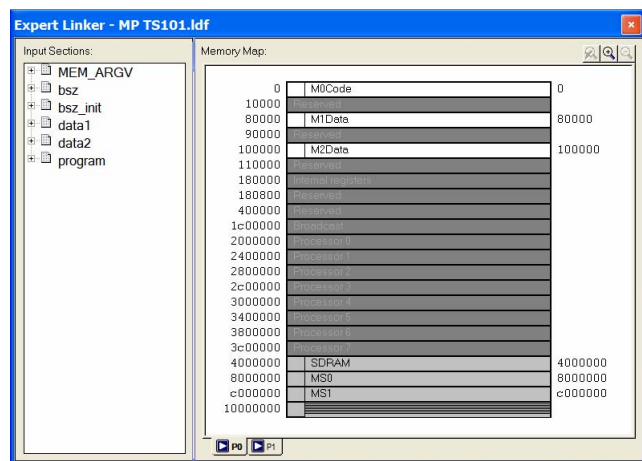 Expert Linker - MP TS101.ldf
Input Sections:
MEM_ARGV
bsz
bsz_init
data1
data2
program
Memory Map:
0 M0Code 0
10000 Reserved
80000 M1Data 80000
90000 Reserved
100000 M2Data 100000
110000 Reserved
180000 Internal registers
180800 Reserved
400000 Reserved
1c00000 Broadcast
2000000 Processor 0
2400000 Processor 1
2800000 Processor 2
2c00000 Processor 3
3000000 Processor 4
3400000 Processor 5
3800000 Processor 6
3c00000 Processor 7
4000000 SDRAM 4000000
8000000 MS0 8000000
c000000 MS1 c000000
10000000
P0 P1